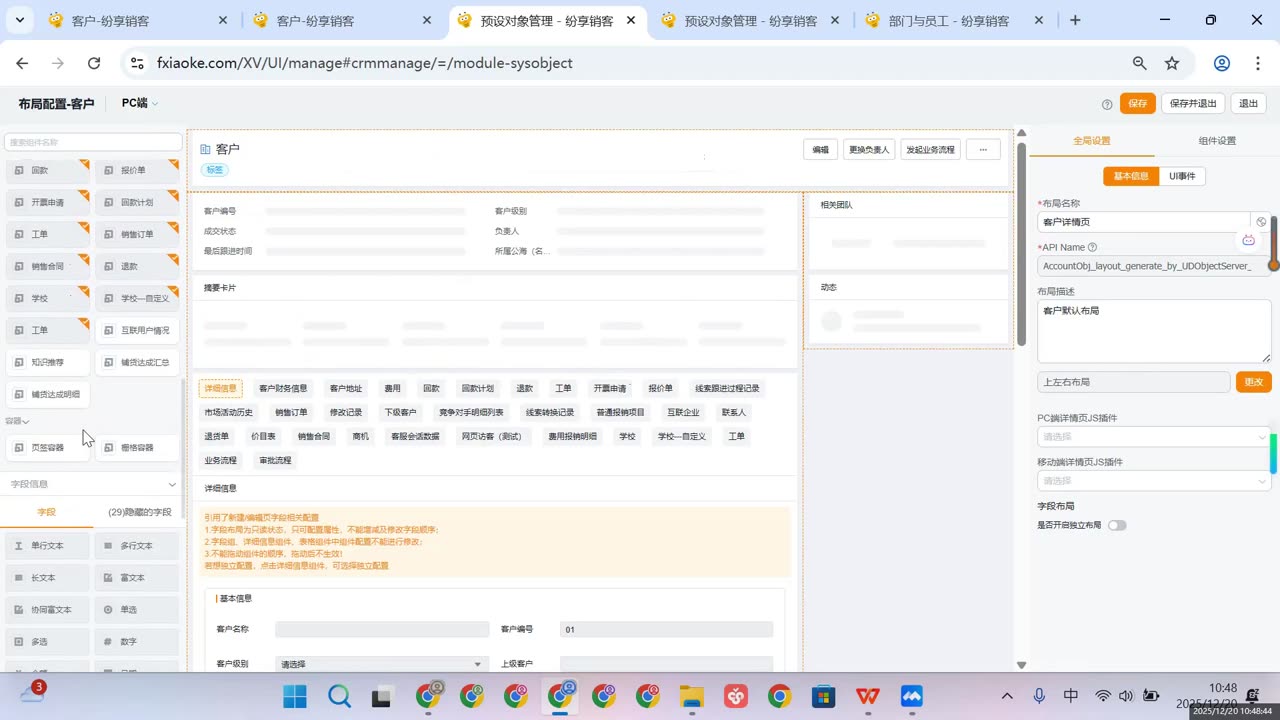 客户-纷享销客
客户-纷享销客
预设对象管理 - 纷享销客
预设对象管理 - 纷享销客
部门与员工 - 纷享销客
fxiaoke.com/XV/UI/manage#crmmanage/=/module-sysobject
布局配置-客户
PC端
保存
保存并退出
退出
搜索组件名称
回款
报价单
开票申请
回款计划
工单
销售订单
销售合同
退款
学校
学校—自定义
工单
互联用户情况
知识推荐
铺货达成汇总
铺货达成明细
容器
页签容器
栅格容器
字段信息
字段
(29)隐藏的字段
单行文本
多行文本
长文本
富文本
协同富文本
单选
多选
数字
客户
标签
编辑
更换负责人
发起业务流程
...
客户编号
客户级别
成交状态
负责人
最后跟进时间
所属公海（名...
摘要卡片
相关团队
动态
详细信息
客户财务信息
客户地址
费用
回款
回款计划
退款
工单
开票申请
报价单
线索跟进过程记录
市场活动历史
销售订单
修改记录
下级客户
竞争对手明细列表
线索转换记录
普通报销项目
互联企业
联系人
退货单
价目表
销售合同
商机
客服会话数据
网页访客（测试）
费用报销明细
学校
学校—自定义
工单
业务流程
审批流程
详细信息
引用了新建/编辑页字段相关配置
1.字段布局为只读状态，只可配置属性，不能增减及修改字段顺序；
2.字段组、详细信息组件、表格组件中组件配置不能进行修改；
3.不能拖动组件的顺序，拖动后不生效！
若想独立配置，点击详细信息组件，可选择独立配置
基本信息
客户名称
客户编号
01
客户级别
请选择
上级客户
全局设置
组件设置
基本信息
UI事件
*布局名称
客户详情页
*API Name
AccountObj_layout_generate_by_UDObjectServer_
布局描述
客户默认布局
上左右布局
更改
PC端详情页JS插件
请选择
移动端详情页JS插件
请选择
字段布局
是否开启独立布局
3
中
10:48
2025/12/20
2025/12/20 10:48:44